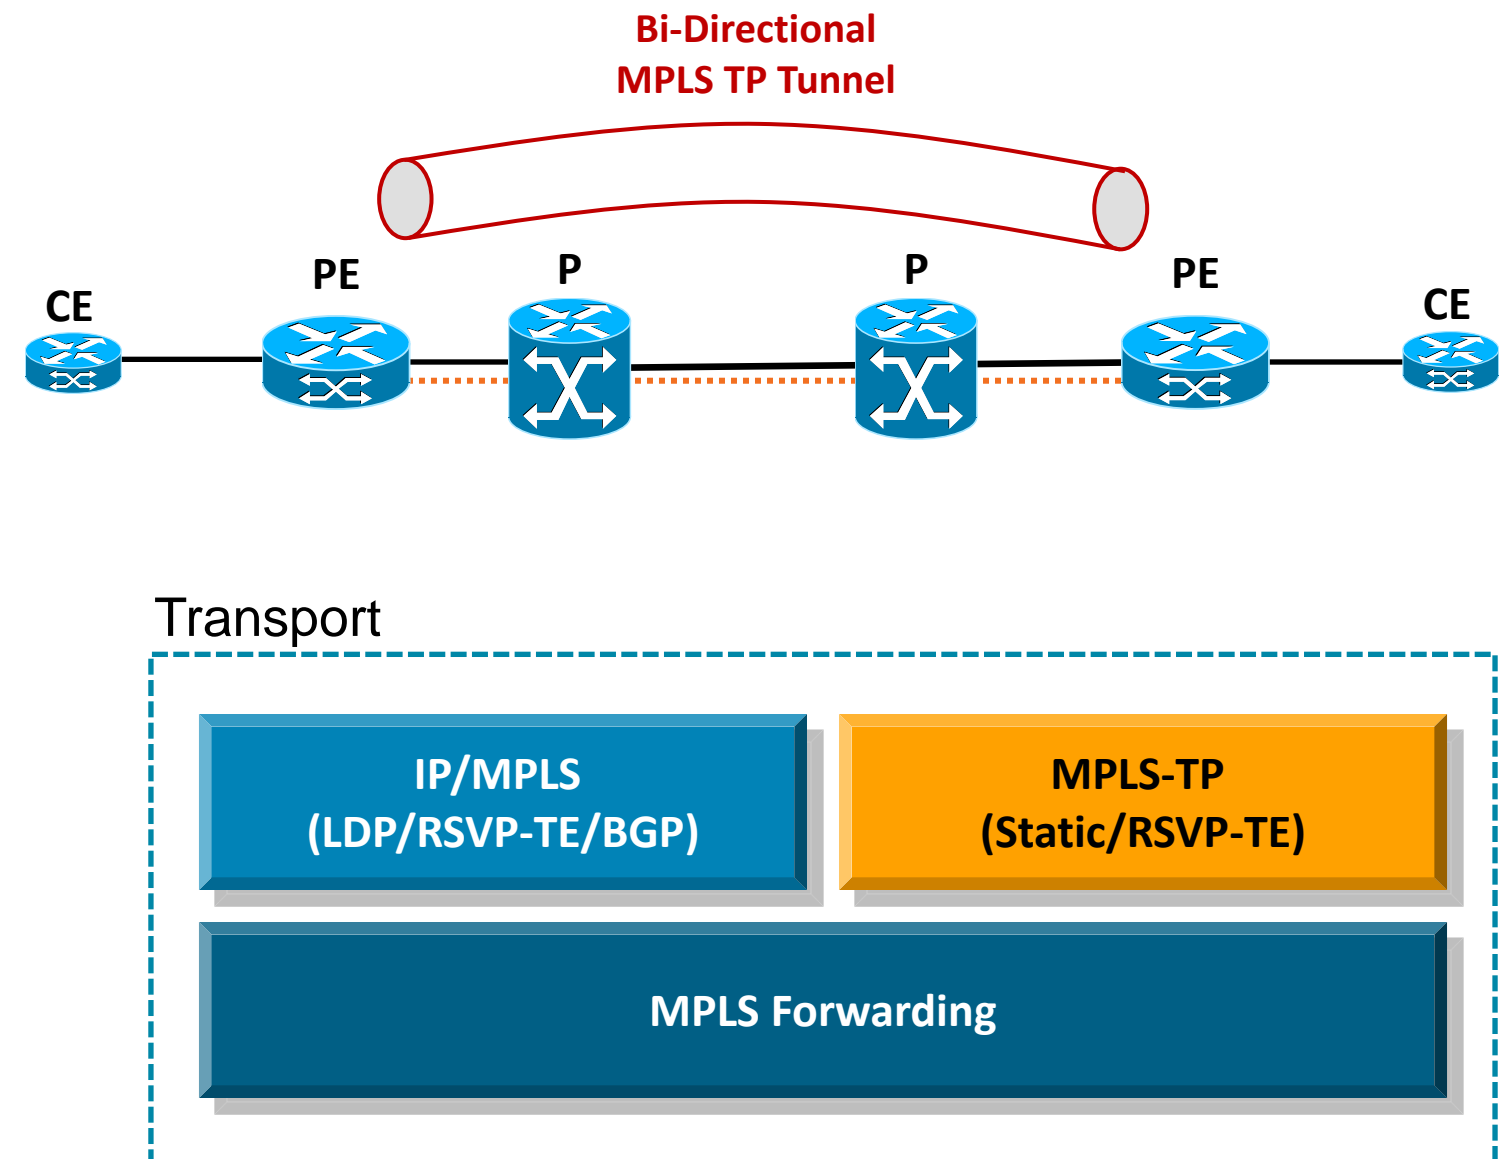 Bi-Directional
MPLS TP Tunnel
CE
PE
P
P
PE
CE
Transport
IP/MPLS
(LDP/RSVP-TE/BGP)
MPLS-TP
(Static/RSVP-TE)
MPLS Forwarding